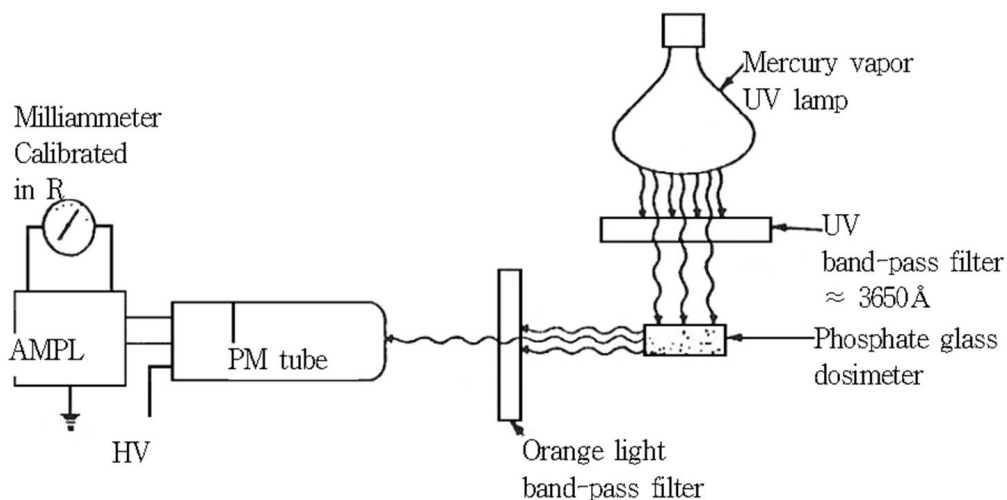 Mercury vapor
UV lamp
Milliammeter
Calibrated
in R
UV
band-pass filter
≈ 3650Å
AMPL
PM tube
Phosphate glass
dosimeter
HV
Orange light
band-pass filter